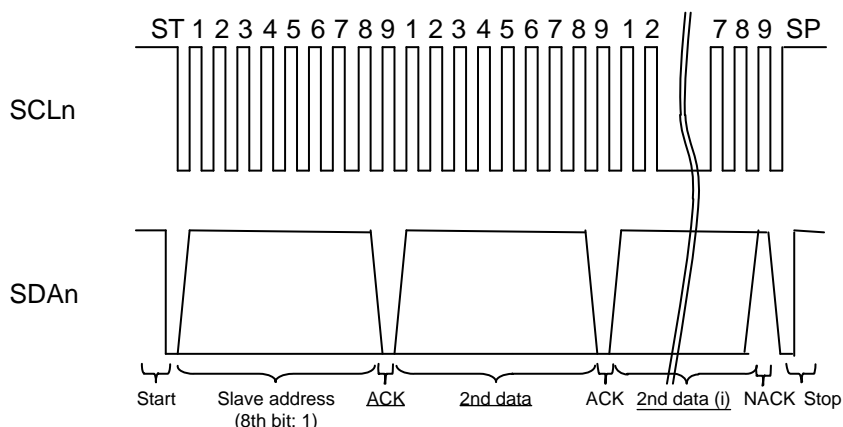 ST 1 2 3 4 5 6 7 8 9 1 2 3 4 5 6 7 8 9 1 2 7 8 9 SP
SCLn
SDAn
Start Slave address ACK 2nd data ACK 2nd data (i) NACK Stop
(8th bit: 1)